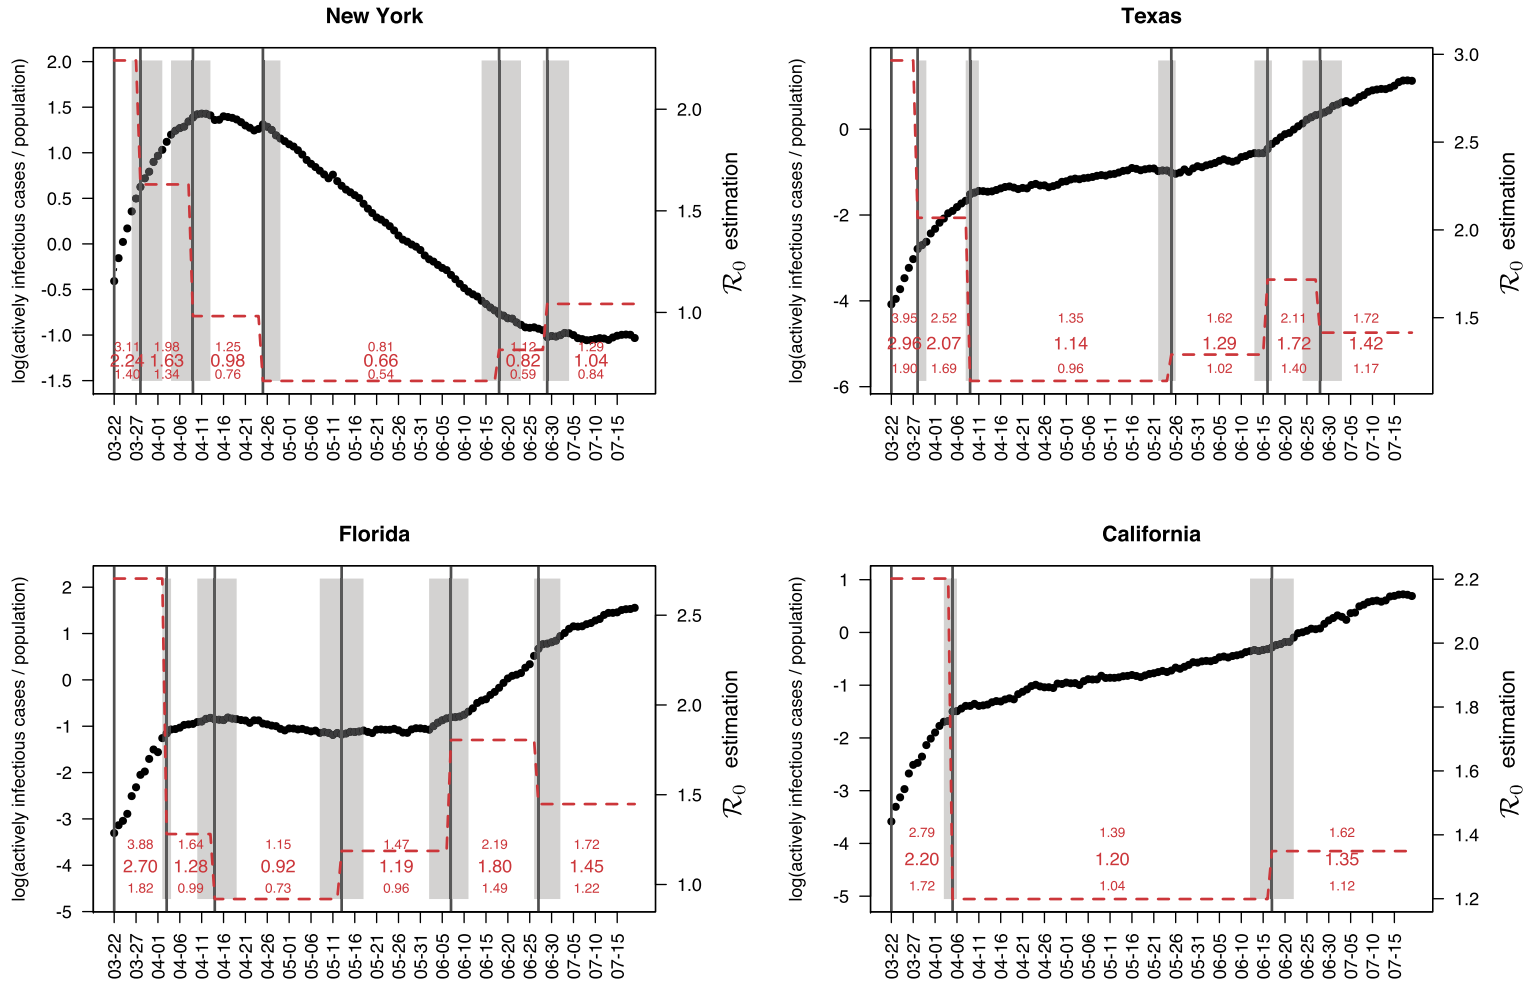 New York
log(actively infectious cases / population)
2.0
1.5
1.0
0.5
0.0
-0.5
-1.0
-1.5
2.0
1.5
1.0
R0 estimation
3.11 1.98 1.25 0.81 1.12 1.29
2.24 1.63 0.98 0.66 0.82 1.04
1.40 1.34 0.76 0.54 0.59 0.84
03-22 03-27 04-01 04-06 04-11 04-16 04-21 04-26 05-01 05-06 05-11 05-16 05-21 05-26 05-31 06-05 06-10 06-15 06-20 06-25 06-30 07-05 07-10 07-15
Texas
log(actively infectious cases / population)
0
-2
-4
-6
3.0
2.5
2.0
1.5
R0 estimation
3.95 2.52 1.35 1.62 2.11 1.72
2.96 2.07 1.14 1.29 1.72 1.42
1.90 1.69 0.96 1.02 1.40 1.17
03-22 03-27 04-01 04-06 04-11 04-16 04-21 04-26 05-01 05-06 05-11 05-16 05-21 05-26 05-31 06-05 06-10 06-15 06-20 06-25 06-30 07-05 07-10 07-15
Florida
log(actively infectious cases / population)
2
1
0
-1
-2
-3
-4
-5
2.5
2.0
1.5
1.0
R0 estimation
3.88 1.64 1.15 1.47 2.19 1.72
2.70 1.28 0.92 1.19 1.80 1.45
1.82 0.99 0.73 0.96 1.49 1.22
03-22 03-27 04-01 04-06 04-11 04-16 04-21 04-26 05-01 05-06 05-11 05-16 05-21 05-26 05-31 06-05 06-10 06-15 06-20 06-25 06-30 07-05 07-10 07-15
California
log(actively infectious cases / population)
1
0
-1
-2
-3
-4
-5
2.2
2.0
1.8
1.6
1.4
1.2
R0 estimation
2.79 1.39 1.62
2.20 1.20 1.35
1.72 1.04 1.12
03-22 03-27 04-01 04-06 04-11 04-16 04-21 04-26 05-01 05-06 05-11 05-16 05-21 05-26 05-31 06-05 06-10 06-15 06-20 06-25 06-30 07-05 07-10 07-15